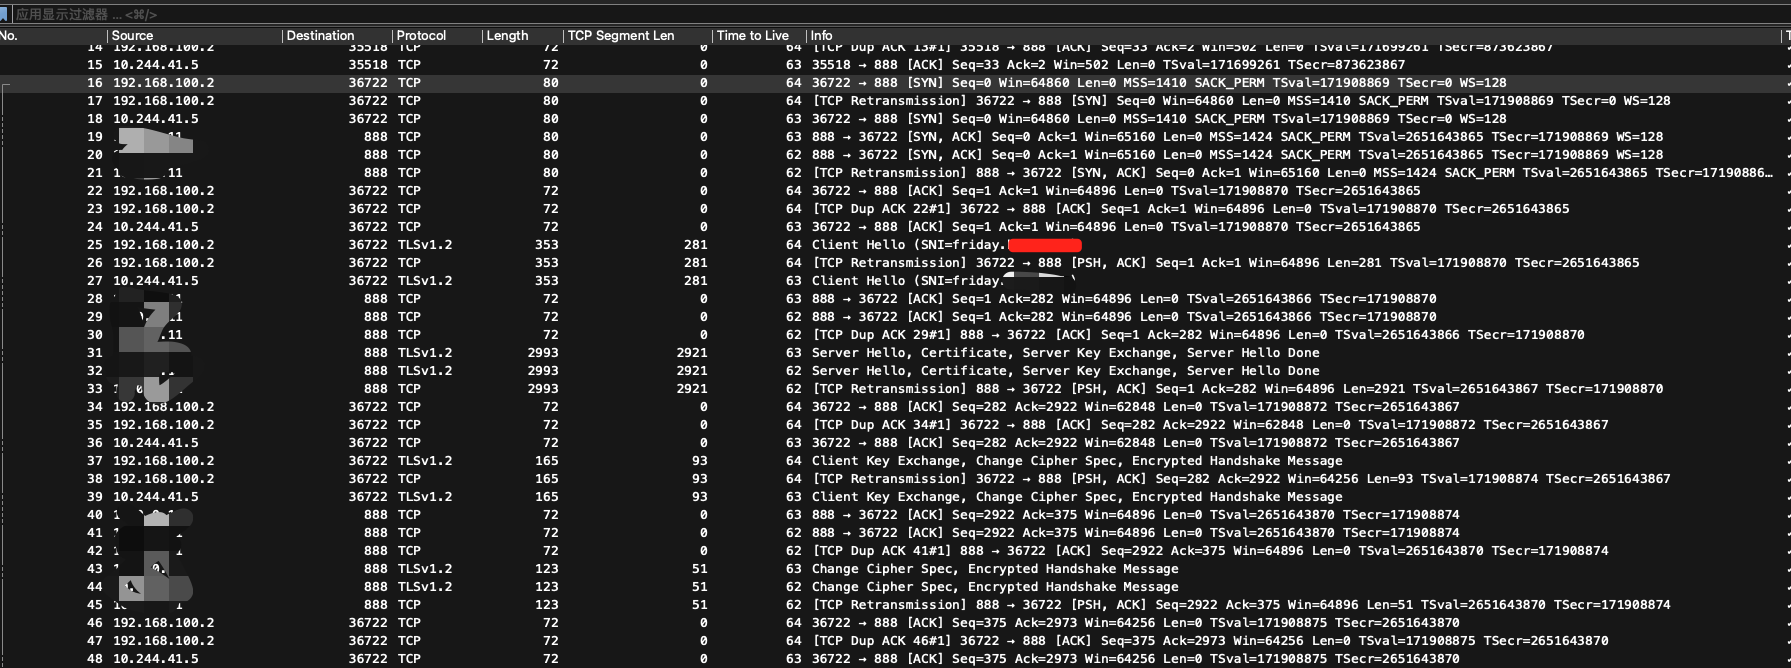 应用显示过滤器 … <⌘/>
No. Source Destination Protocol Length TCP Segment Len Time to Live Info
14 192.168.100.2 35518 TCP 72 0 64 [TCP Dup ACK 13#1] 35518 → 888 [ACK] Seq=33 Ack=2 Win=502 Len=0 TSval=171699261 TSecr=873623867
15 10.244.41.5 35518 TCP 72 0 63 35518 → 888 [ACK] Seq=33 Ack=2 Win=502 Len=0 TSval=171699261 TSecr=873623867
16 192.168.100.2 36722 TCP 80 0 64 36722 → 888 [SYN] Seq=0 Win=64860 Len=0 MSS=1410 SACK_PERM TSval=171908869 TSecr=0 WS=128
17 192.168.100.2 36722 TCP 80 0 64 [TCP Retransmission] 36722 → 888 [SYN] Seq=0 Win=64860 Len=0 MSS=1410 SACK_PERM TSval=171908869 TSecr=0 WS=128
18 10.244.41.5 36722 TCP 80 0 63 36722 → 888 [SYN] Seq=0 Win=64860 Len=0 MSS=1410 SACK_PERM TSval=171908869 TSecr=0 WS=128
19 11 888 TCP 80 0 63 888 → 36722 [SYN, ACK] Seq=0 Ack=1 Win=65160 Len=0 MSS=1424 SACK_PERM TSval=2651643865 TSecr=171908869 WS=128
20 888 TCP 80 0 62 888 → 36722 [SYN, ACK] Seq=0 Ack=1 Win=65160 Len=0 MSS=1424 SACK_PERM TSval=2651643865 TSecr=171908869 WS=128
21 1 .11 888 TCP 80 0 62 [TCP Retransmission] 888 → 36722 [SYN, ACK] Seq=0 Ack=1 Win=65160 Len=0 MSS=1424 SACK_PERM TSval=2651643865 TSecr=17190886…
22 192.168.100.2 36722 TCP 72 0 64 36722 → 888 [ACK] Seq=1 Ack=1 Win=64896 Len=0 TSval=171908870 TSecr=2651643865
23 192.168.100.2 36722 TCP 72 0 64 [TCP Dup ACK 22#1] 36722 → 888 [ACK] Seq=1 Ack=1 Win=64896 Len=0 TSval=171908870 TSecr=2651643865
24 10.244.41.5 36722 TCP 72 0 63 36722 → 888 [ACK] Seq=1 Ack=1 Win=64896 Len=0 TSval=171908870 TSecr=2651643865
25 192.168.100.2 36722 TLSv1.2 353 281 64 Client Hello (SNI=friday.
26 192.168.100.2 36722 TCP 353 281 64 [TCP Retransmission] 36722 → 888 [PSH, ACK] Seq=1 Ack=1 Win=64896 Len=281 TSval=171908870 TSecr=2651643865
27 10.244.41.5 36722 TLSv1.2 353 281 63 Client Hello (SNI=friday.
28 888 TCP 72 0 63 888 → 36722 [ACK] Seq=1 Ack=282 Win=64896 Len=0 TSval=2651643866 TSecr=171908870
29 11 888 TCP 72 0 62 888 → 36722 [ACK] Seq=1 Ack=282 Win=64896 Len=0 TSval=2651643866 TSecr=171908870
30 .11 888 TCP 72 0 62 [TCP Dup ACK 29#1] 888 → 36722 [ACK] Seq=1 Ack=282 Win=64896 Len=0 TSval=2651643866 TSecr=171908870
31 888 TLSv1.2 2993 2921 63 Server Hello, Certificate, Server Key Exchange, Server Hello Done
32 888 TLSv1.2 2993 2921 62 Server Hello, Certificate, Server Key Exchange, Server Hello Done
33 888 TCP 2993 2921 62 [TCP Retransmission] 888 → 36722 [PSH, ACK] Seq=1 Ack=282 Win=64896 Len=2921 TSval=2651643867 TSecr=171908870
34 192.168.100.2 36722 TCP 72 0 64 36722 → 888 [ACK] Seq=282 Ack=2922 Win=62848 Len=0 TSval=171908872 TSecr=2651643867
35 192.168.100.2 36722 TCP 72 0 64 [TCP Dup ACK 34#1] 36722 → 888 [ACK] Seq=282 Ack=2922 Win=62848 Len=0 TSval=171908872 TSecr=2651643867
36 10.244.41.5 36722 TCP 72 0 63 36722 → 888 [ACK] Seq=282 Ack=2922 Win=62848 Len=0 TSval=171908872 TSecr=2651643867
37 192.168.100.2 36722 TLSv1.2 165 93 64 Client Key Exchange, Change Cipher Spec, Encrypted Handshake Message
38 192.168.100.2 36722 TCP 165 93 64 [TCP Retransmission] 36722 → 888 [PSH, ACK] Seq=282 Ack=2922 Win=64256 Len=93 TSval=171908874 TSecr=2651643867
39 10.244.41.5 36722 TLSv1.2 165 93 63 Client Key Exchange, Change Cipher Spec, Encrypted Handshake Message
40 888 TCP 72 0 63 888 → 36722 [ACK] Seq=2922 Ack=375 Win=64896 Len=0 TSval=2651643870 TSecr=171908874
41 888 TCP 72 0 62 888 → 36722 [ACK] Seq=2922 Ack=375 Win=64896 Len=0 TSval=2651643870 TSecr=171908874
42 888 TCP 72 0 62 [TCP Dup ACK 41#1] 888 → 36722 [ACK] Seq=2922 Ack=375 Win=64896 Len=0 TSval=2651643870 TSecr=171908874
43 888 TLSv1.2 123 51 63 Change Cipher Spec, Encrypted Handshake Message
44 888 TLSv1.2 123 51 62 Change Cipher Spec, Encrypted Handshake Message
45 888 TCP 123 51 62 [TCP Retransmission] 888 → 36722 [PSH, ACK] Seq=2922 Ack=375 Win=64896 Len=51 TSval=2651643870 TSecr=171908874
46 192.168.100.2 36722 TCP 72 0 64 36722 → 888 [ACK] Seq=375 Ack=2973 Win=64256 Len=0 TSval=171908875 TSecr=2651643870
47 192.168.100.2 36722 TCP 72 0 64 [TCP Dup ACK 46#1] 36722 → 888 [ACK] Seq=375 Ack=2973 Win=64256 Len=0 TSval=171908875 TSecr=2651643870
48 10.244.41.5 36722 TCP 72 0 63 36722 → 888 [ACK] Seq=375 Ack=2973 Win=64256 Len=0 TSval=171908875 TSecr=2651643870